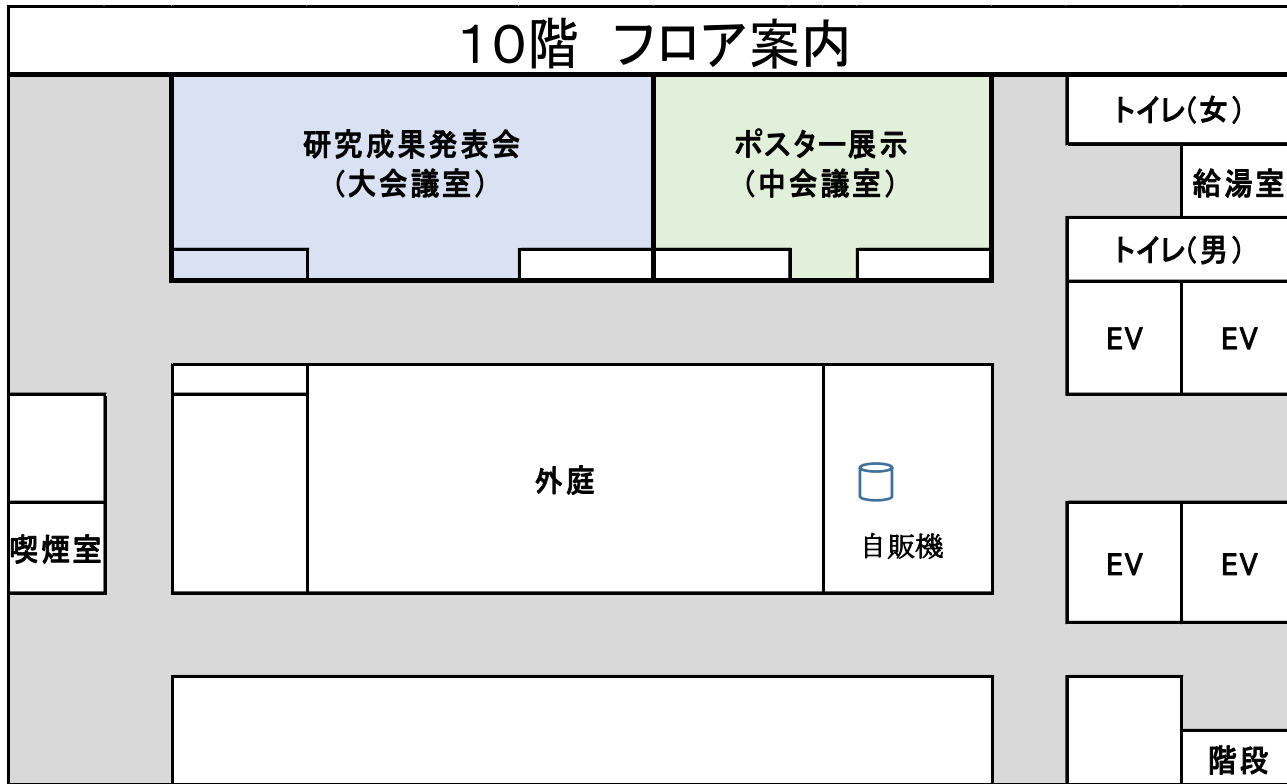 10階 フロア案内
研究成果発表会
（大会議室）
ポスター展示
（中会議室）
トイレ（女）
給湯室
トイレ（男）
EV
EV
外庭
自販機
喫煙室
EV
EV
階段